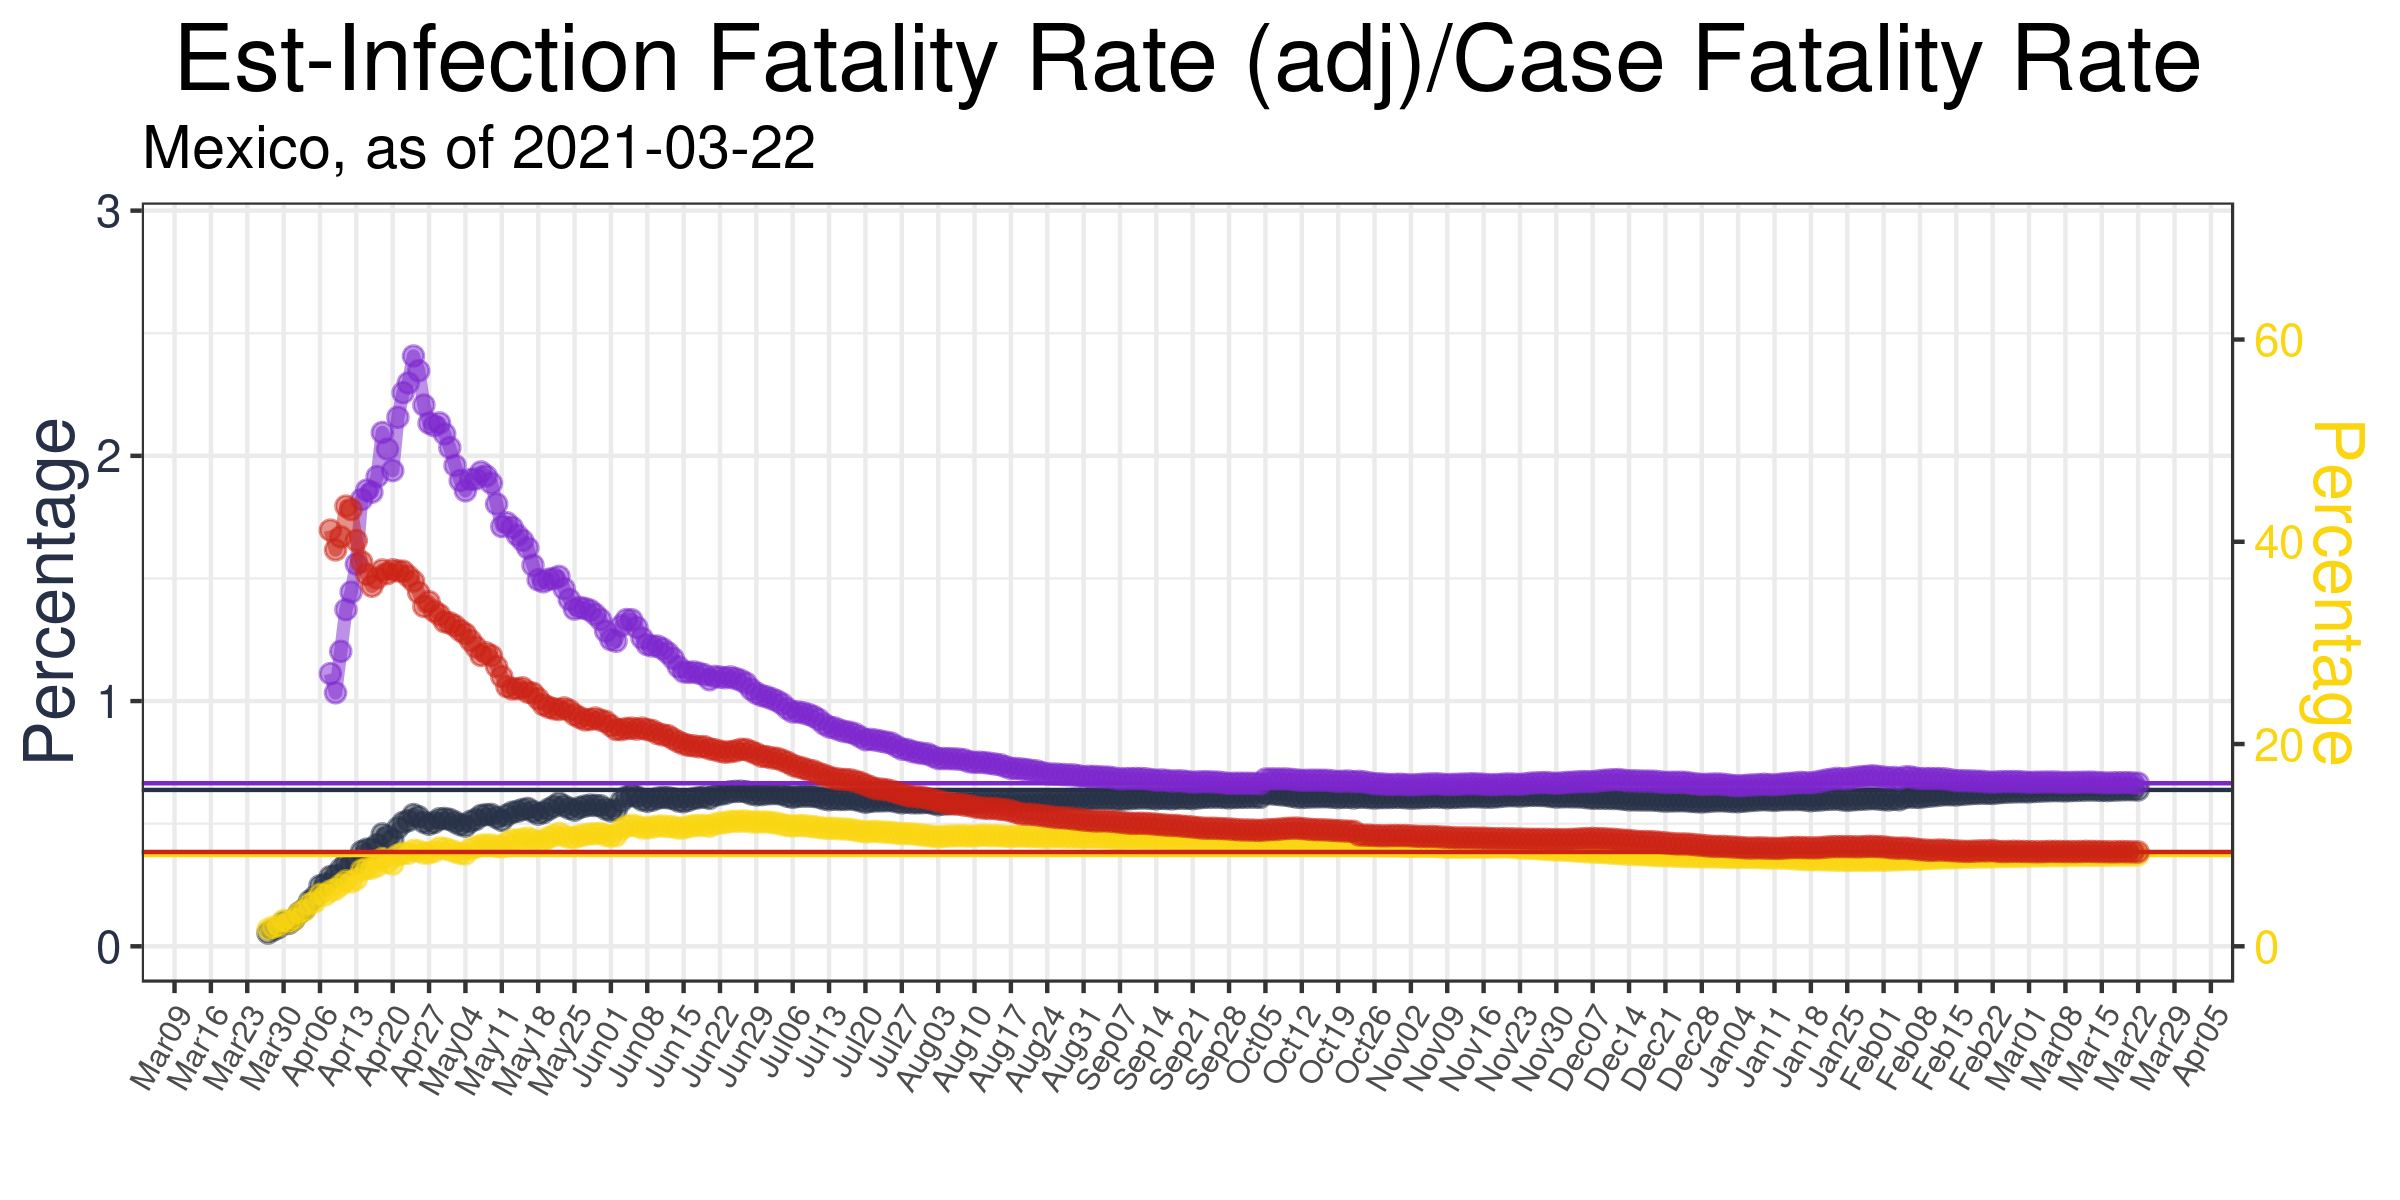 Est-Infection Fatality Rate (adj)/Case Fatality Rate
Mexico, as of 2021-03-22
Percentage
3
2
1
0
60
40
20
0
Percentage
Mar09
Mar16
Mar23
Mar30
Apr06
Apr13
Apr20
Apr27
May04
May11
May18
May25
Jun01
Jun08
Jun15
Jun22
Jun29
Jul06
Jul13
Jul20
Jul27
Aug03
Aug10
Aug17
Aug24
Aug31
Sep07
Sep14
Sep21
Sep28
Oct05
Oct12
Oct19
Oct26
Nov02
Nov09
Nov16
Nov23
Nov30
Dec07
Dec14
Dec21
Dec28
Jan04
Jan11
Jan18
Jan25
Feb01
Feb08
Feb15
Feb22
Mar01
Mar08
Mar15
Mar22
Mar29
Apr05